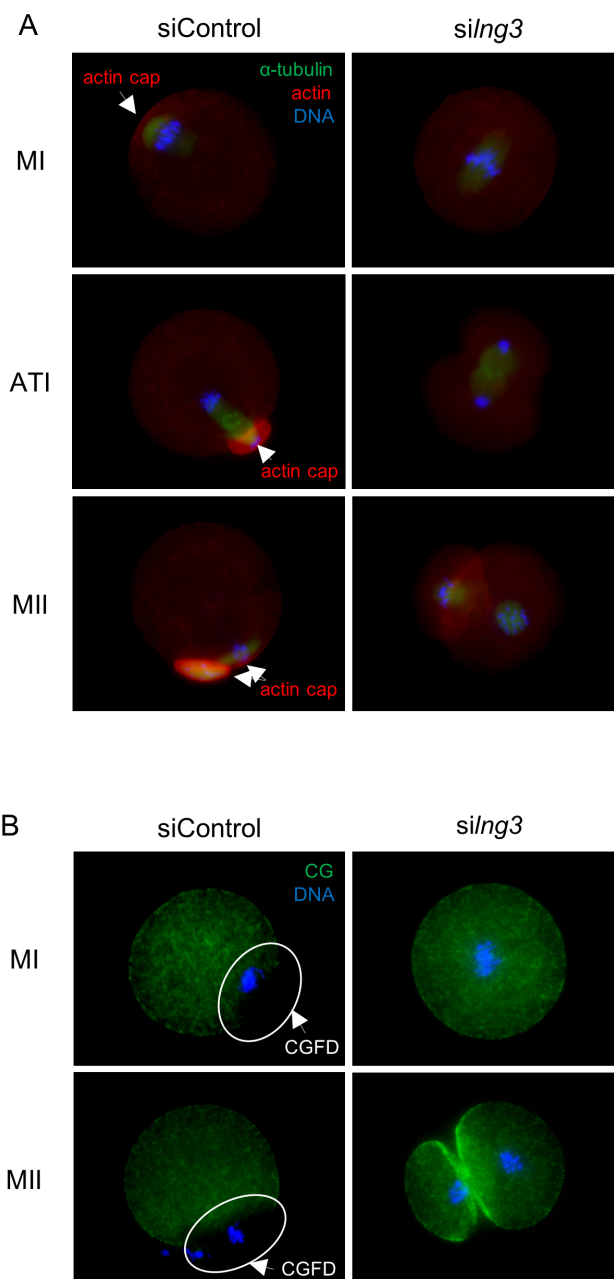 A
siControl
siIng3
actin cap
α-tubulin
actin
DNA
MI
ATI
actin cap
MII
actin cap
B
siControl
siIng3
CG
DNA
MI
CGFD
MII
CGFD